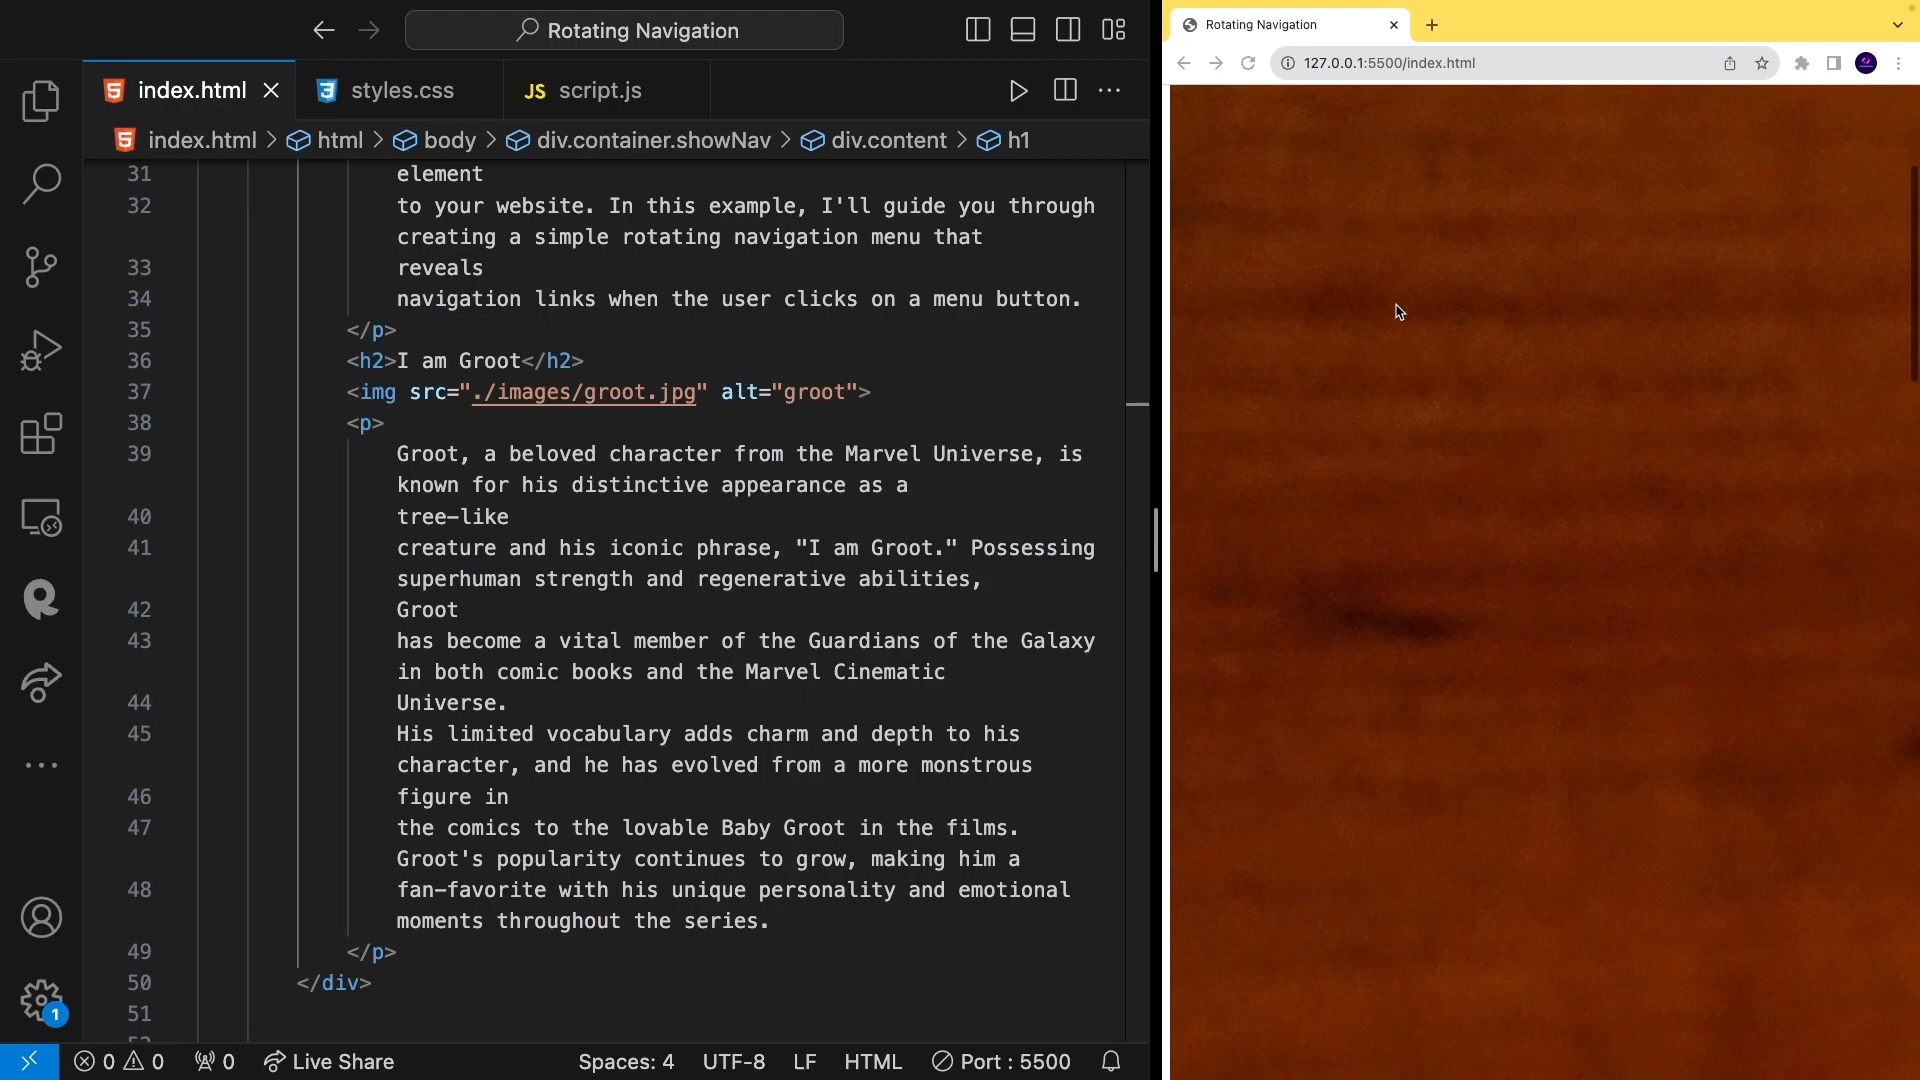 Rotating Navigation
index.html
styles.css
JS script.js
index.html > html > body > div.container.showNav > div.content > h1
31 element
32 to your website. In this example, I'll guide you through
creating a simple rotating navigation menu that
33 reveals
34 navigation links when the user clicks on a menu button.
35 </p>
36 <h2>I am Groot</h2>
37 <img src="./images/groot.jpg" alt="groot">
38 <p>
39 Groot, a beloved character from the Marvel Universe, is
known for his distinctive appearance as a
40 tree-like
41 creature and his iconic phrase, "I am Groot." Possessing
superhuman strength and regenerative abilities,
42 Groot
43 has become a vital member of the Guardians of the Galaxy
in both comic books and the Marvel Cinematic
44 Universe.
45 His limited vocabulary adds charm and depth to his
character, and he has evolved from a more monstrous
46 figure in
47 the comics to the lovable Baby Groot in the films.
Groot's popularity continues to grow, making him a
48 fan-favorite with his unique personality and emotional
moments throughout the series.
49 </p>
50 </div>
51
1
0 0 0 Live Share Spaces: 4 UTF-8 LF HTML Port : 5500
Rotating Navigation
127.0.0.1:5500/index.html